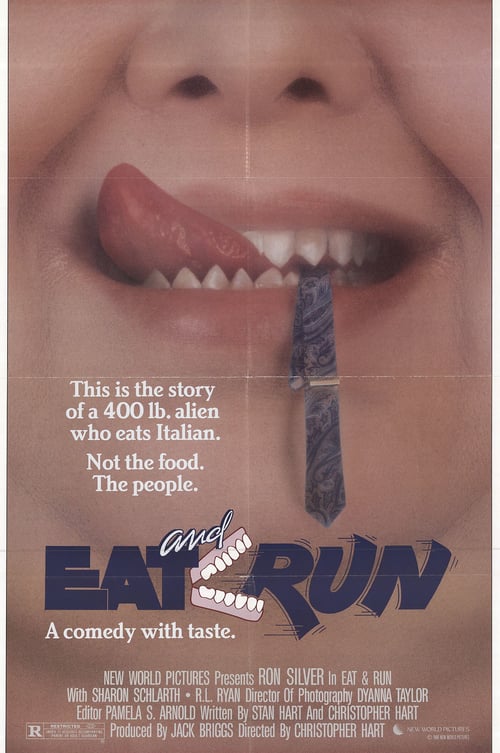 This is the story
of a 400 lb. alien
who eats Italian.
Not the food.
The people.
EAT and RUN
A comedy with taste.
NEW WORLD PICTURES Presents RON SILVER In EAT & RUN
With SHARON SCHLARTH • R.L. RYAN Director Of Photography DYANNA TAYLOR
Editor PAMELA S. ARNOLD Written By STAN HART And CHRISTOPHER HART
Produced By JACK BRIGGS Directed By CHRISTOPHER HART
R RESTRICTED
NEW WORLD PICTURES